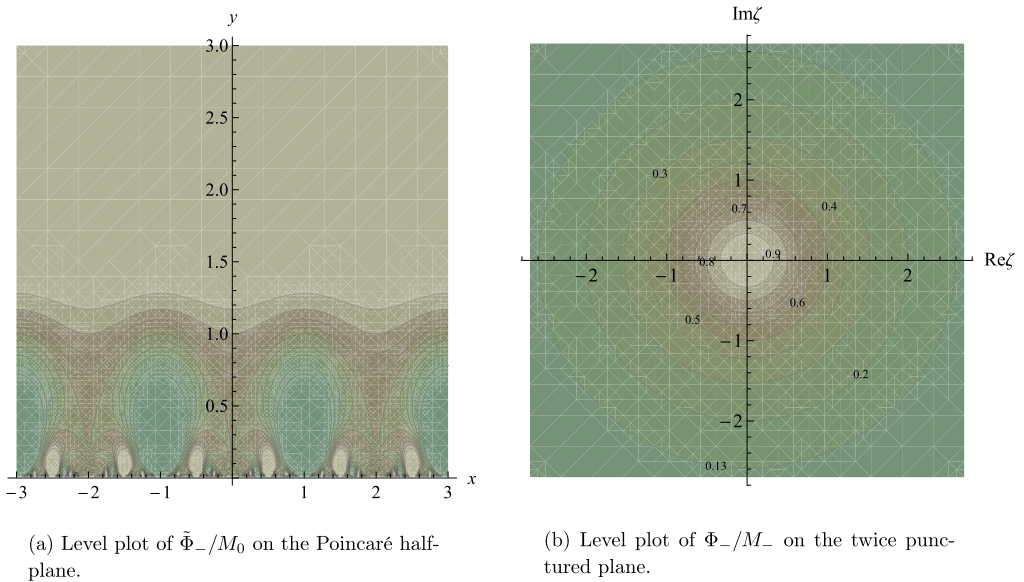 y
3.0
2.5
2.0
1.5
1.0
0.5
−3 −2 −1 1 2 3 x
Imζ
2
1
0.3
0.7
0.4
0.8
0.9
Reζ
−2 −1 1 2
0.6
0.5
−1
0.2
−2
0.13
(a) Level plot of Φ̃₋/M₀ on the Poincaré half-
plane.
(b) Level plot of Φ₋/M₋ on the twice punc-
tured plane.